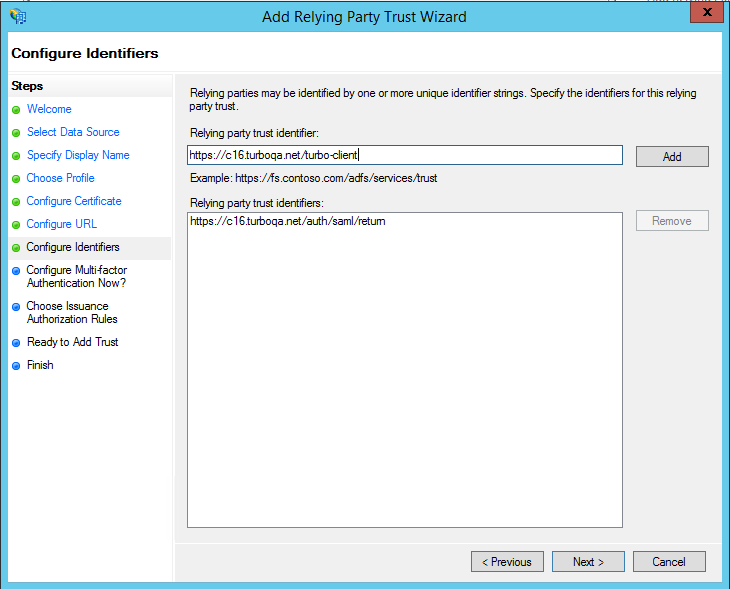 Add Relying Party Trust Wizard
x
Configure Identifiers
Steps
Welcome
Select Data Source
Specify Display Name
Choose Profile
Configure Certificate
Configure URL
Configure Identifiers
Configure Multi-factor
Authentication Now?
Choose Issuance
Authorization Rules
Ready to Add Trust
Finish
Relying parties may be identified by one or more unique identifier strings. Specify the identifiers for this relying
party trust.
Relying party trust identifier:
https://c16.turboqa.net/turbo-client
Add
Example: https://fs.contoso.com/adfs/services/trust
Relying party trust identifiers:
https://c16.turboqa.net/auth/saml/return
Remove
< Previous
Next >
Cancel